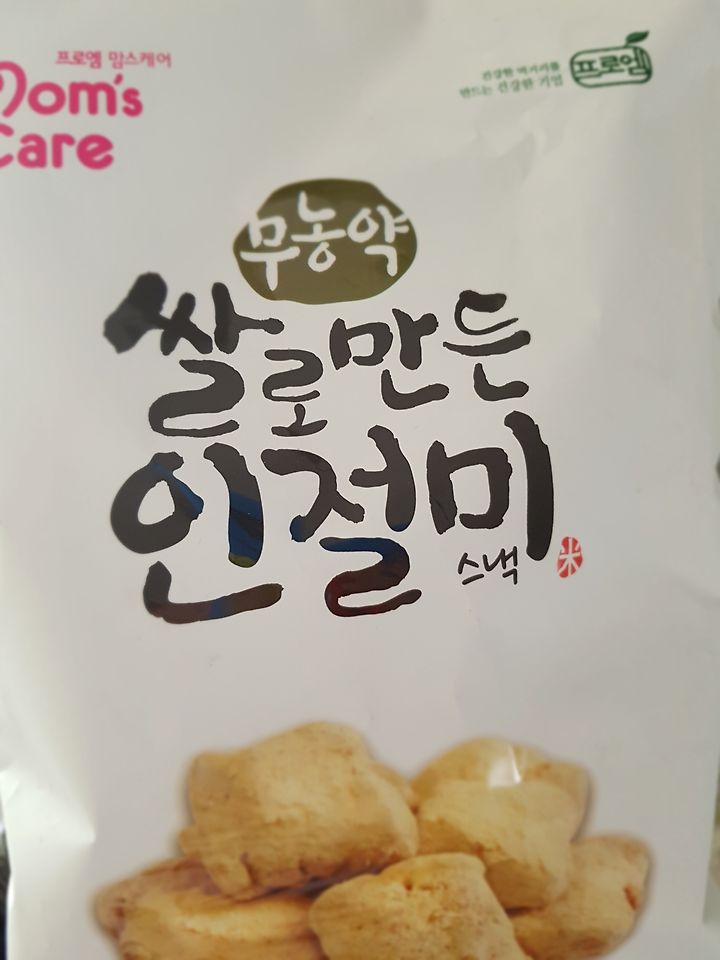 프로엠 맘스케어
Mom's
Care
건강한 먹거리를
만드는 건강한 기업
프로엠
무농약
쌀로만든
인절미
스낵
米